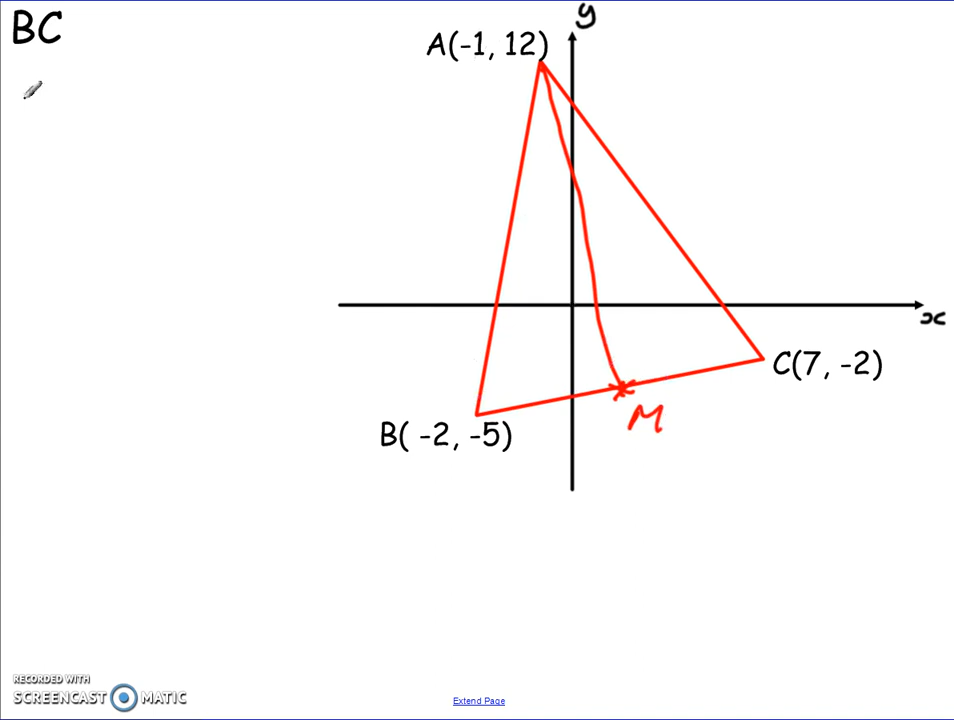 BC
y
A(-1, 12)
x
C(7, -2)
M
B( -2, -5)
RECORDED WITH
SCREENCAST MATIC
Extend Page